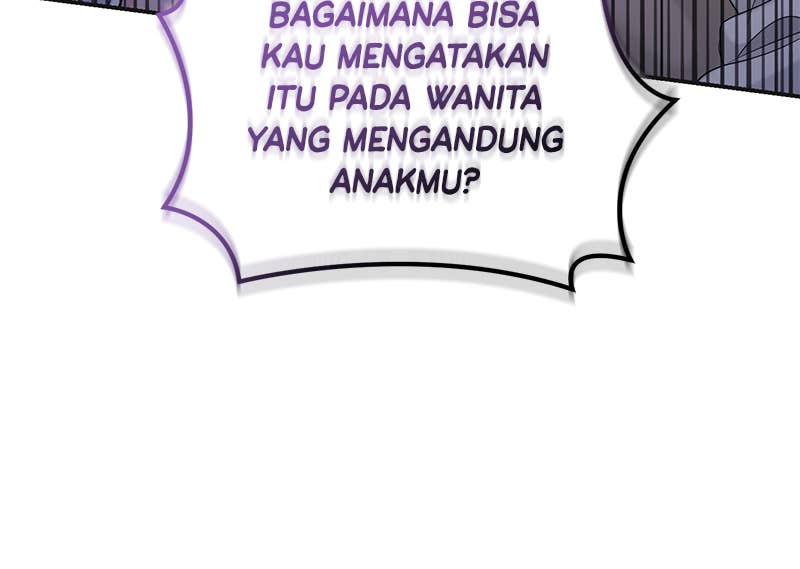 BAGAIMANA BISA
KAU MENGATAKAN
ITU PADA WANITA
YANG MENGANDUNG
ANAKMU?